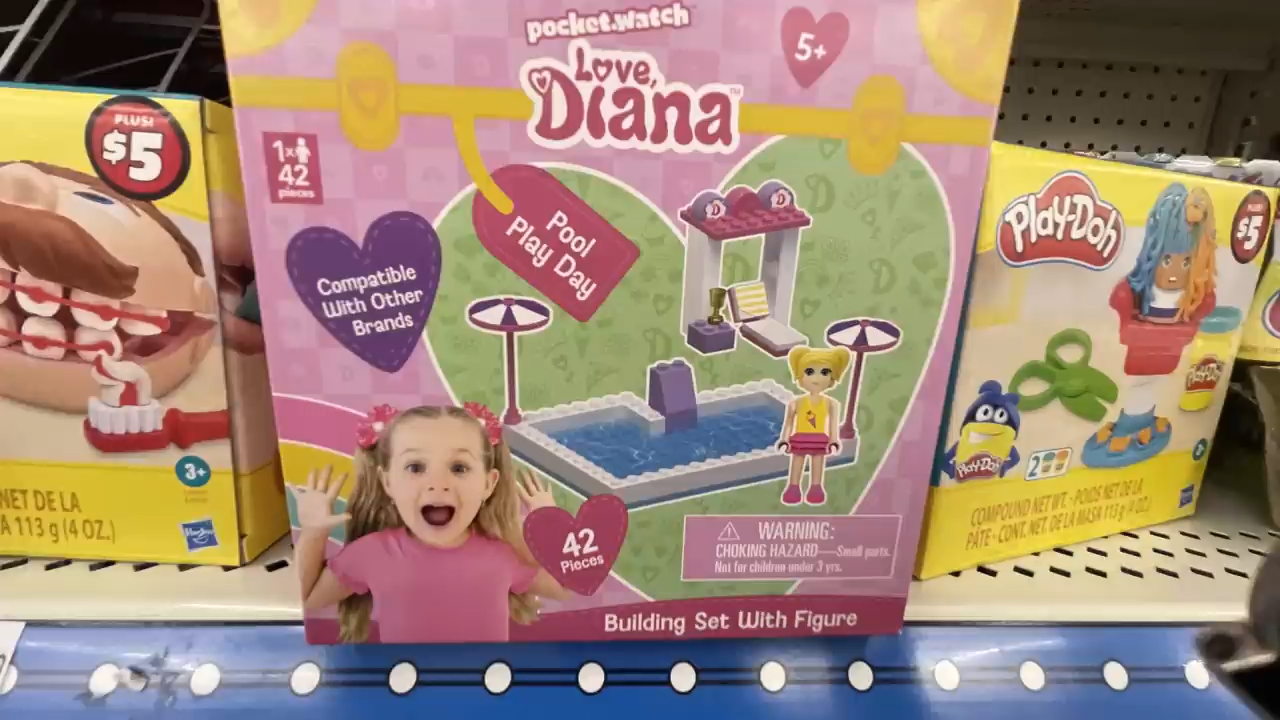 pocket.watch
Love,
Diana™
5+
1x
42
pieces
Pool
Play Day
Compatible
With Other
Brands
42
Pieces
WARNING:
CHOKING HAZARD—Small parts.
Not for children under 3 yrs.
Building Set With Figure
PLUS!
$5
3+
NET DE LA
A 113 g (4 OZ.)
Hasbro
PLAY-DOH
PLUS!
$5
PLAY-DOH
2
COMPOUND NET WT. - POIDS NET DE LA
PÂTE - CONT. NET. DE LA MASA 113 g (4 OZ.)